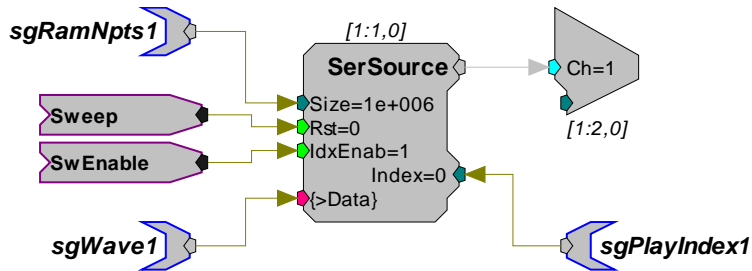 sgRamNpts1
[1:1,0]
SerSource
Ch=1
Size=1e+006
Sweep
Rst=0
[1:2,0]
SwEnable
IdxEnab=1
Index=0
{>Data}
sgWave1
sgPlayIndex1